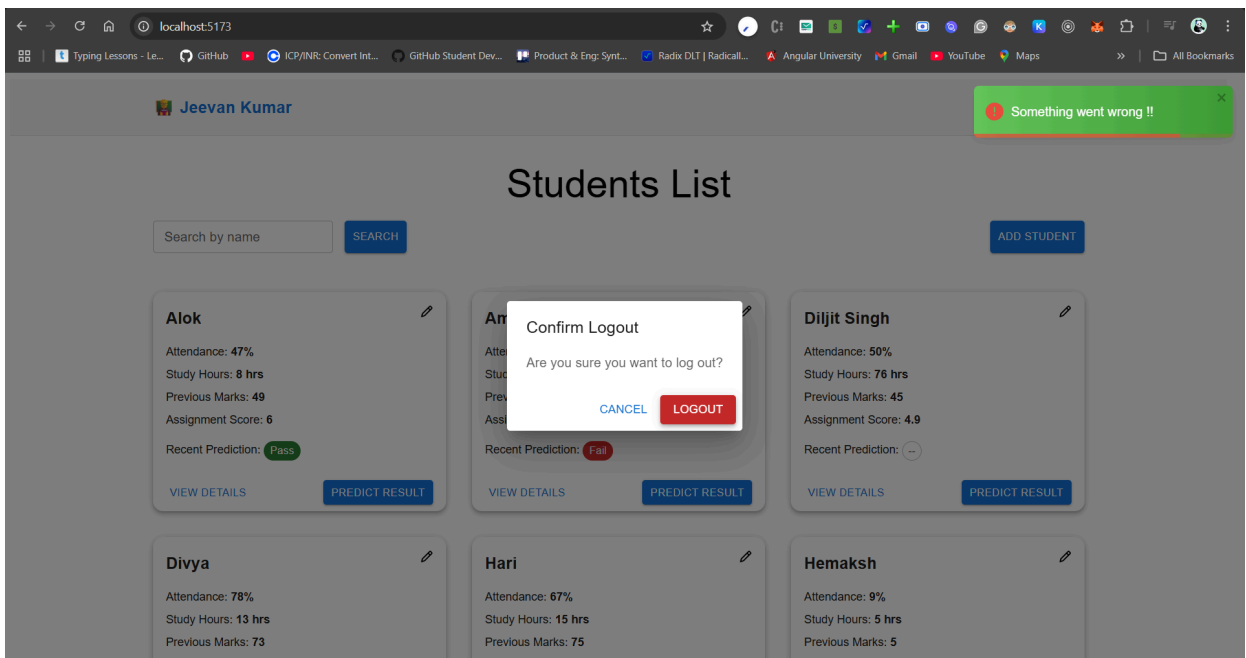 localhost:5173
Typing Lessons - Le... GitHub ICP/INR: Convert Int... GitHub Student Dev... Product & Eng: Synt... Radix DLT | Radicall... Angular University Gmail YouTube Maps » All Bookmarks
Jeevan Kumar
Something went wrong !!
Students List
Search by name SEARCH ADD STUDENT
Alok
Attendance: 47%
Study Hours: 8 hrs
Previous Marks: 49
Assignment Score: 6
Recent Prediction: Pass
VIEW DETAILS PREDICT RESULT
Confirm Logout
Are you sure you want to log out?
CANCEL LOGOUT
Recent Prediction: Fail
VIEW DETAILS PREDICT RESULT
Diljit Singh
Attendance: 50%
Study Hours: 76 hrs
Previous Marks: 45
Assignment Score: 4.9
Recent Prediction: --
VIEW DETAILS PREDICT RESULT
Divya
Attendance: 78%
Study Hours: 13 hrs
Previous Marks: 73
Hari
Attendance: 67%
Study Hours: 15 hrs
Previous Marks: 75
Hemaksh
Attendance: 9%
Study Hours: 5 hrs
Previous Marks: 5